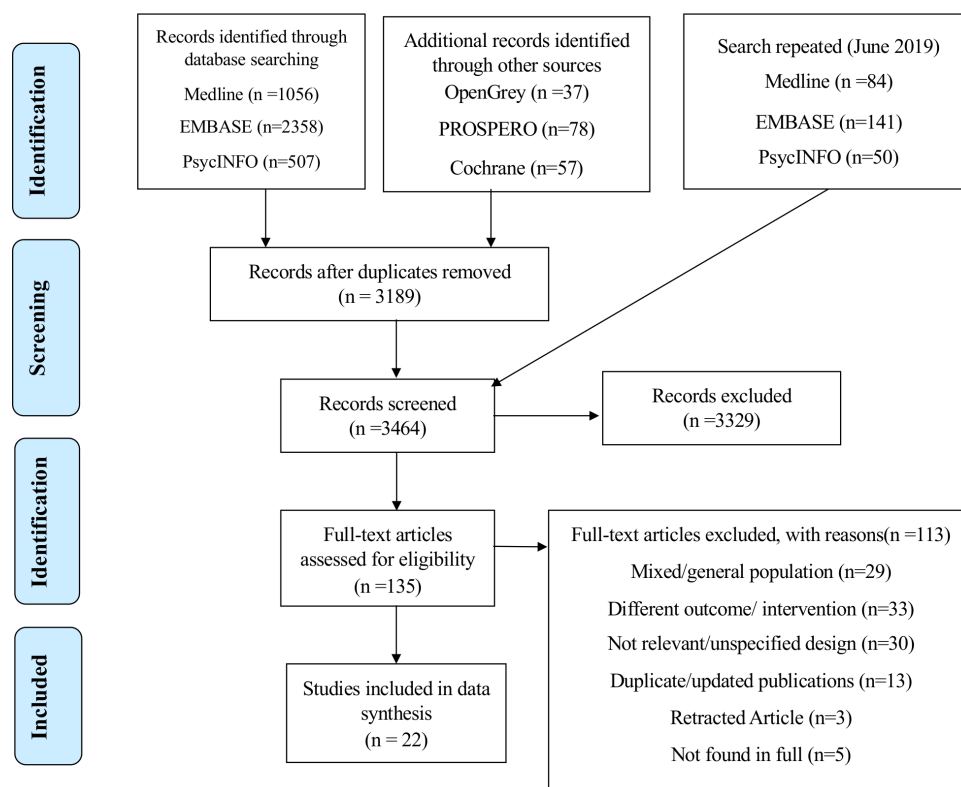 Identification
Records identified through
database searching
Medline (n =1056)
EMBASE (n=2358)
PsycINFO (n=507)
Additional records identified
through other sources
OpenGrey (n =37)
PROSPERO (n=78)
Cochrane (n=57)
Search repeated (June 2019)
Medline (n =84)
EMBASE (n=141)
PsycINFO (n=50)
Screening
Records after duplicates removed
(n = 3189)
Records screened
(n =3464)
Records excluded
(n =3329)
Identification
Full-text articles
assessed for eligibility
(n =135)
Full-text articles excluded, with reasons(n =113)
Mixed/general population (n=29)
Different outcome/ intervention (n=33)
Not relevant/unspecified design (n=30)
Duplicate/updated publications (n=13)
Retracted Article (n=3)
Not found in full (n=5)
Included
Studies included in data
synthesis
(n = 22)